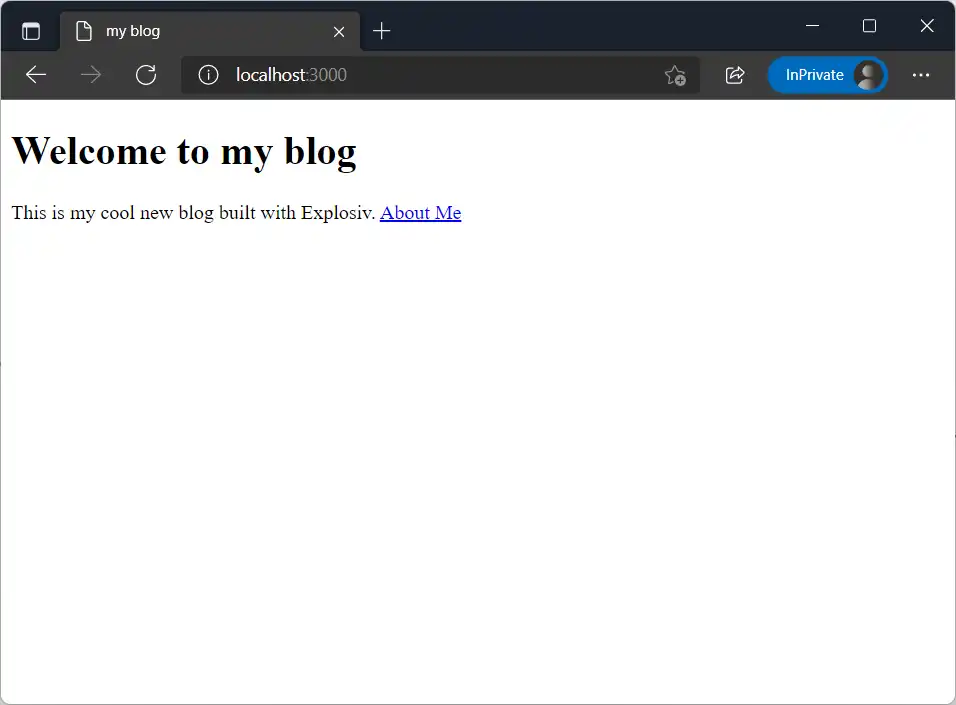 my blog
localhost:3000
InPrivate
Welcome to my blog
This is my cool new blog built with Explosiv. About Me